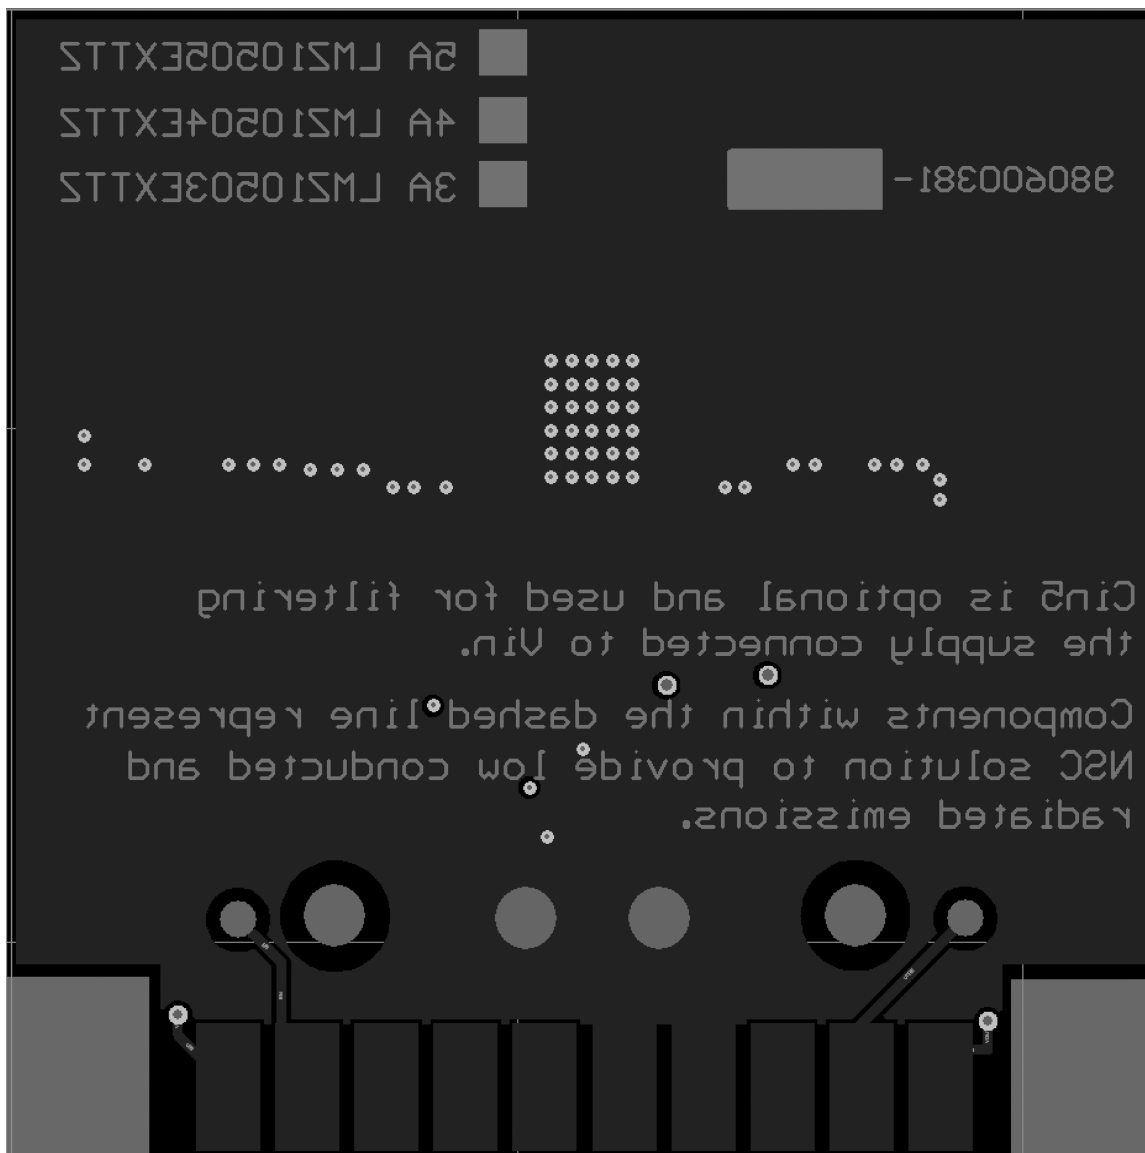 5A LMZ10505EXTTZ
4A LMZ10504EXTTZ
3A LMZ10503EXTTZ
980600381-
Cin5 is optional and used for filtering
the supply connected to Vin.
Components within the dashed line represent
NSC solution to provide low conducted and
radiated emissions.